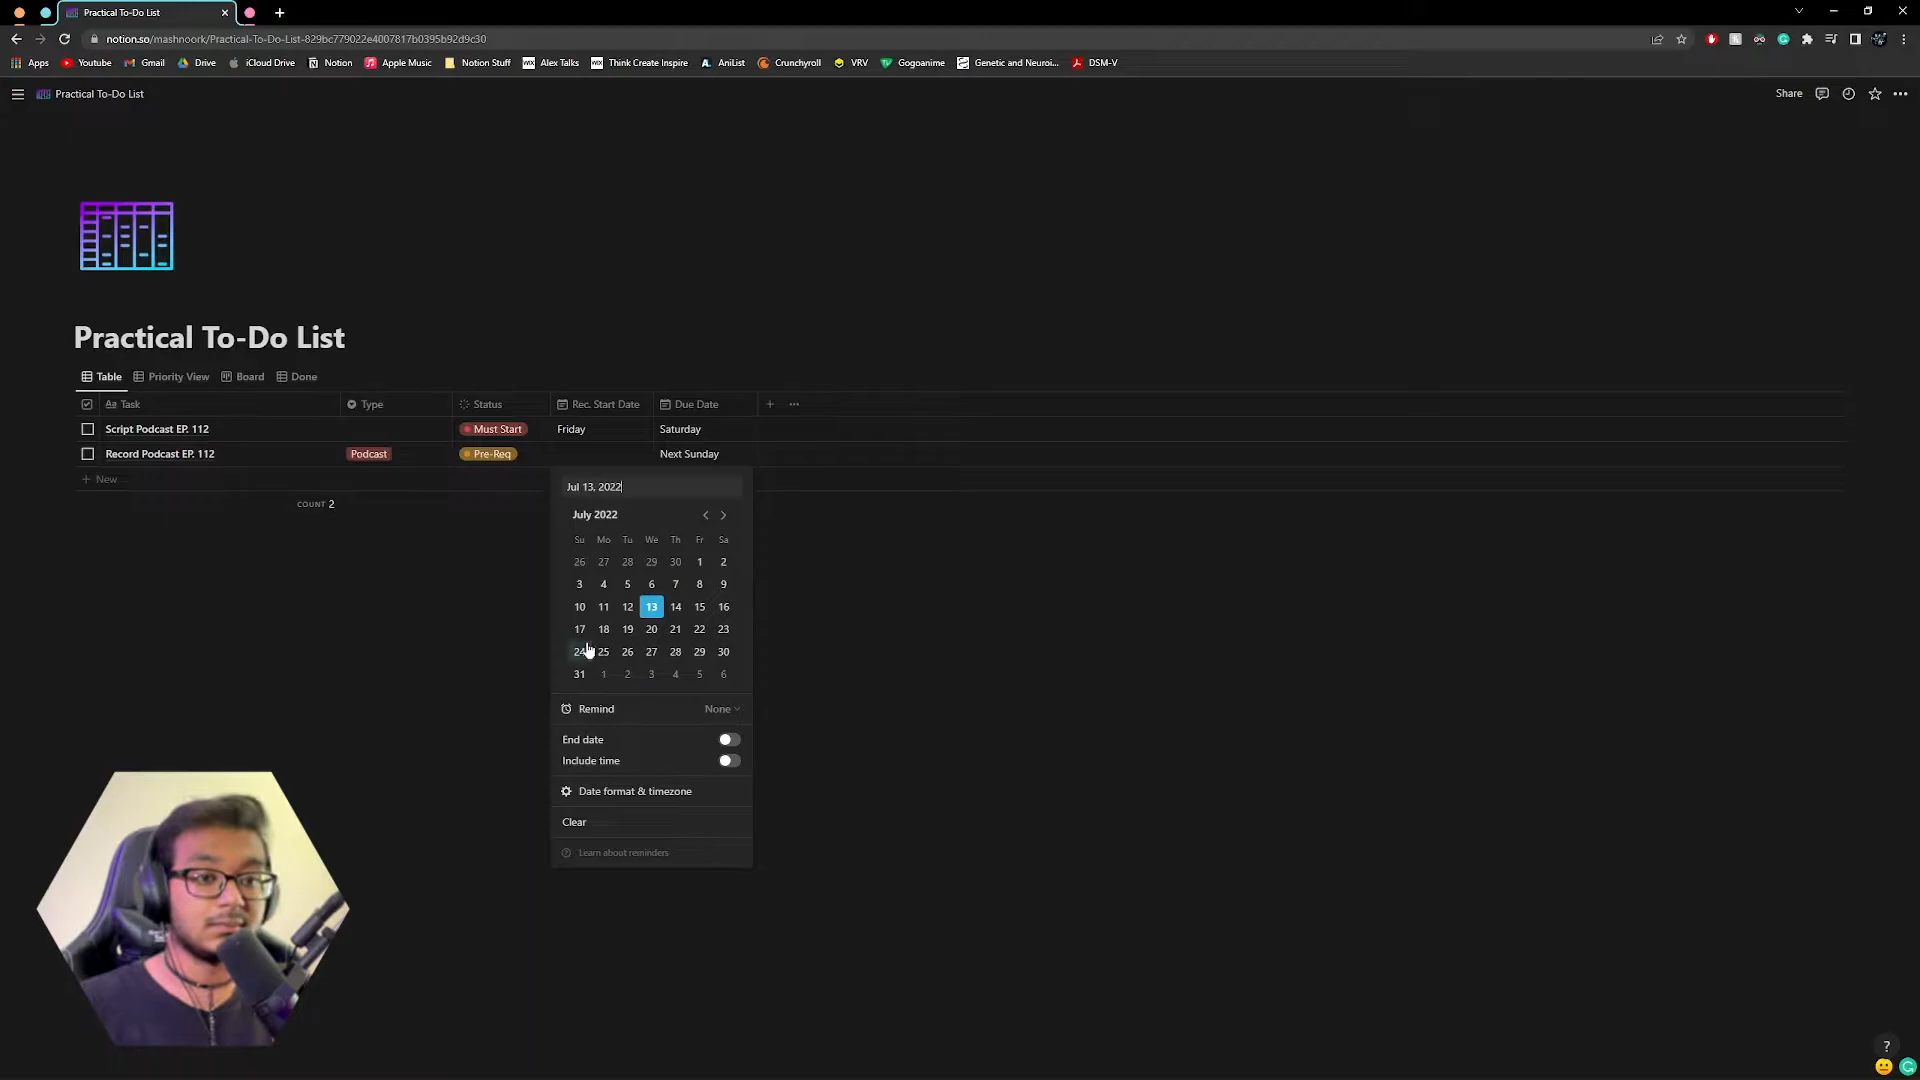 Practical To-Do List
notion.so/mashnoork/Practical-To-Do-List-829bc779022e4007817b0395b92d9c30
Apps Youtube Gmail Drive iCloud Drive Notion Apple Music Notion Stuff WIX Alex Talks WIX Think Create Inspire AniList Crunchyroll VRV Gogoanime Genetic and Neuroi... DSM-V
Practical To-Do List Share
Practical To-Do List
Table Priority View Board Done
Aa Task Type Status Rec. Start Date Due Date
Script Podcast EP. 112 Must Start Friday Saturday
Record Podcast EP. 112 Podcast Pre-Req Next Sunday
+ New
COUNT 2
Jul 13, 2022
July 2022
Su Mo Tu We Th Fr Sa
26 27 28 29 30 1 2
3 4 5 6 7 8 9
10 11 12 13 14 15 16
17 18 19 20 21 22 23
24 25 26 27 28 29 30
31 1 2 3 4 5 6
Remind None
End date
Include time
Date format & timezone
Clear
Learn about reminders
?